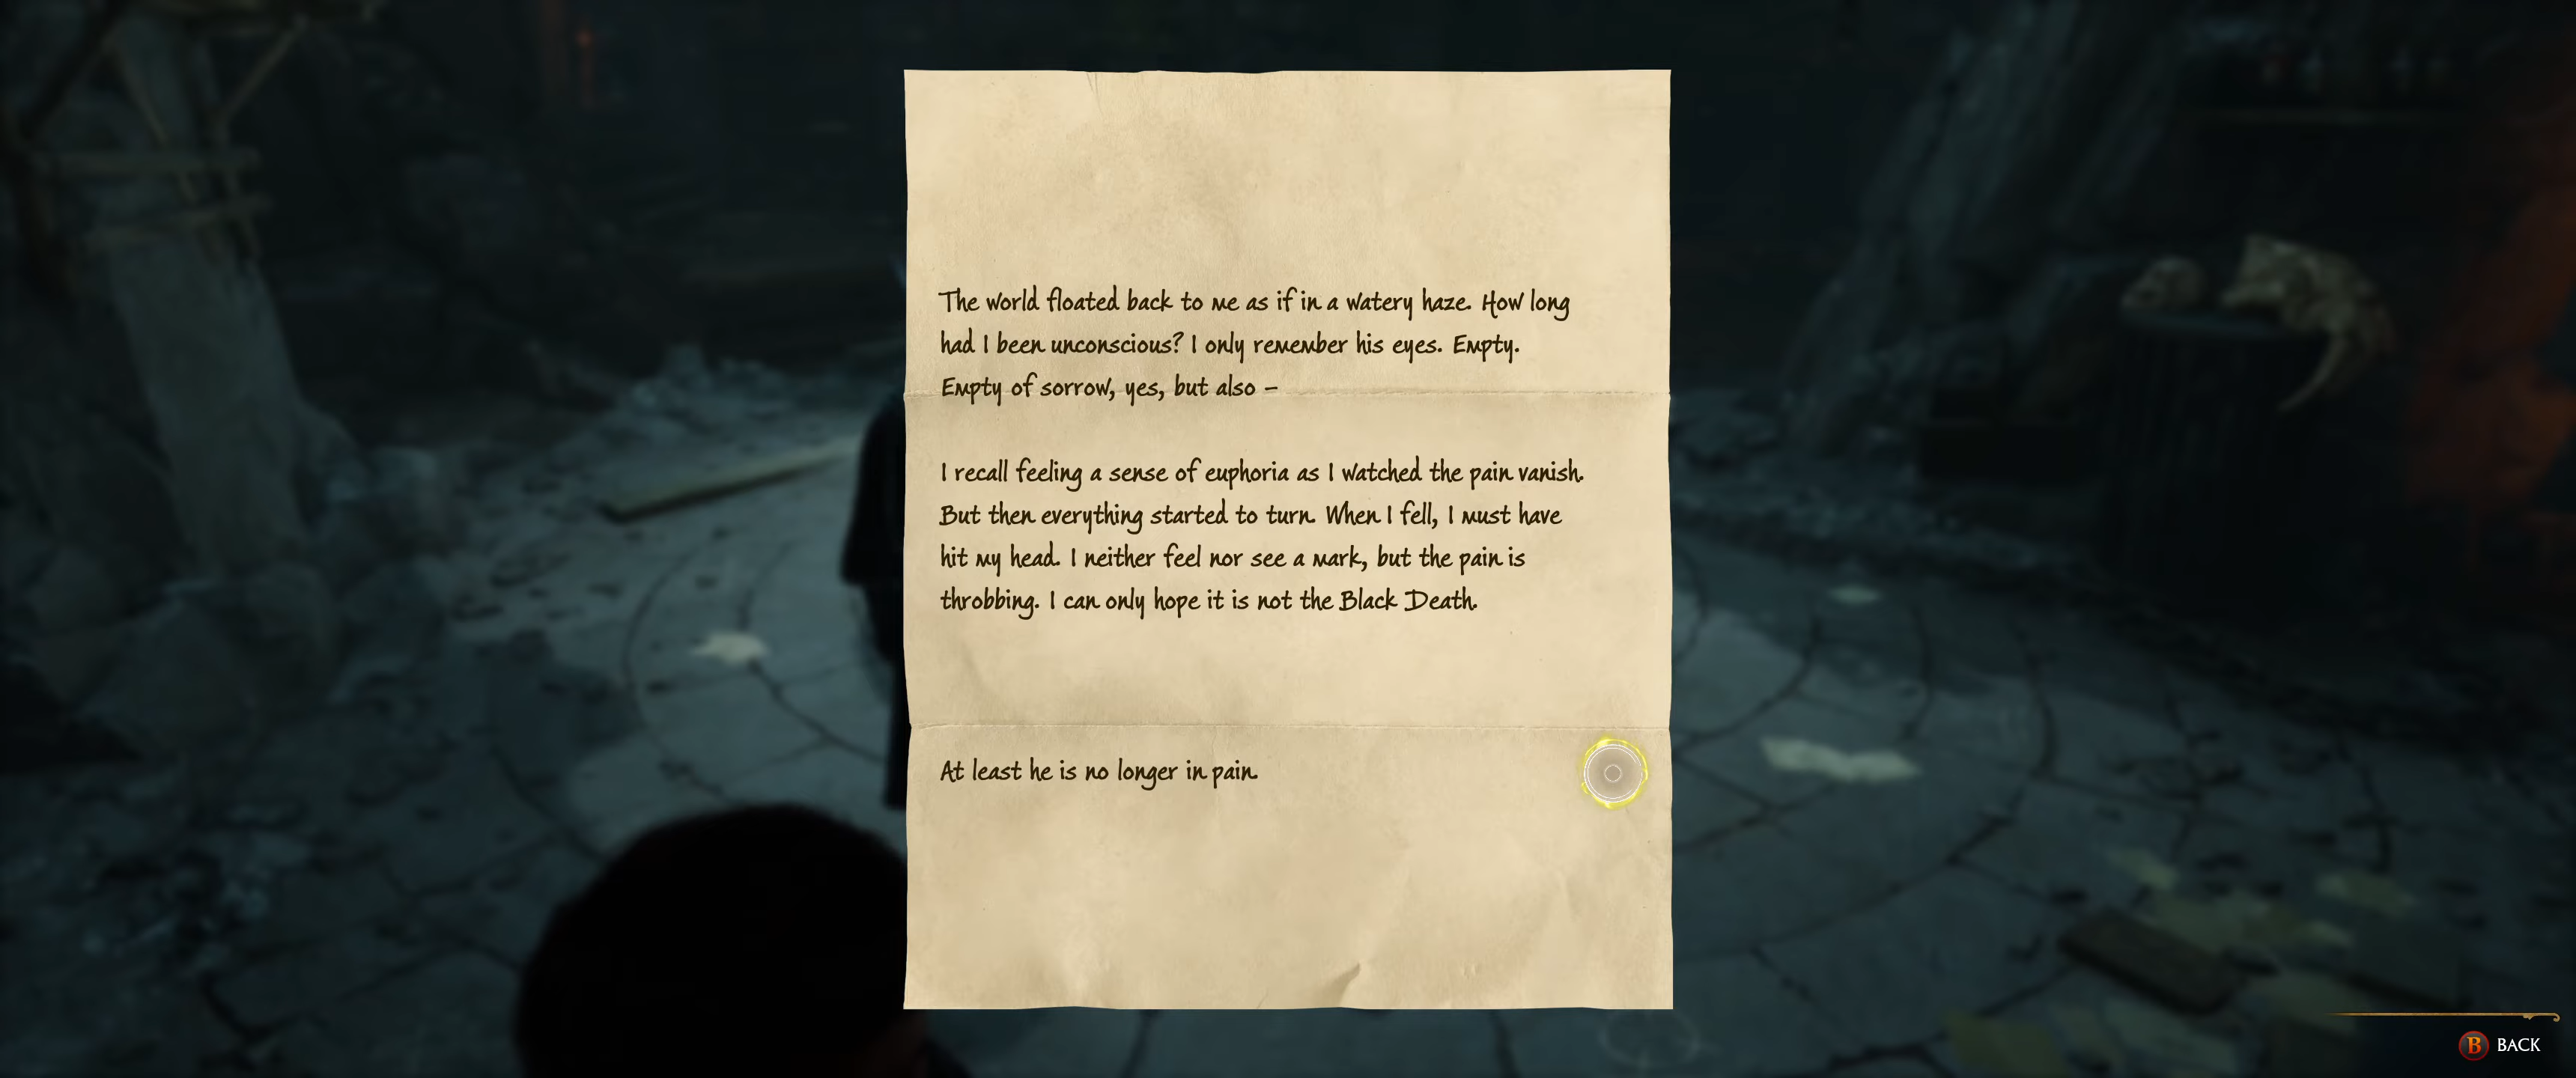 The world floated back to me as if in a watery haze. How long
had I been unconscious? I only remember his eyes. Empty.
Empty of sorrow, yes, but also –
I recall feeling a sense of euphoria as I watched the pain vanish.
But then everything started to turn. When I fell, I must have
hit my head. I neither feel nor see a mark, but the pain is
throbbing. I can only hope it is not the Black Death.
At least he is no longer in pain.
B BACK